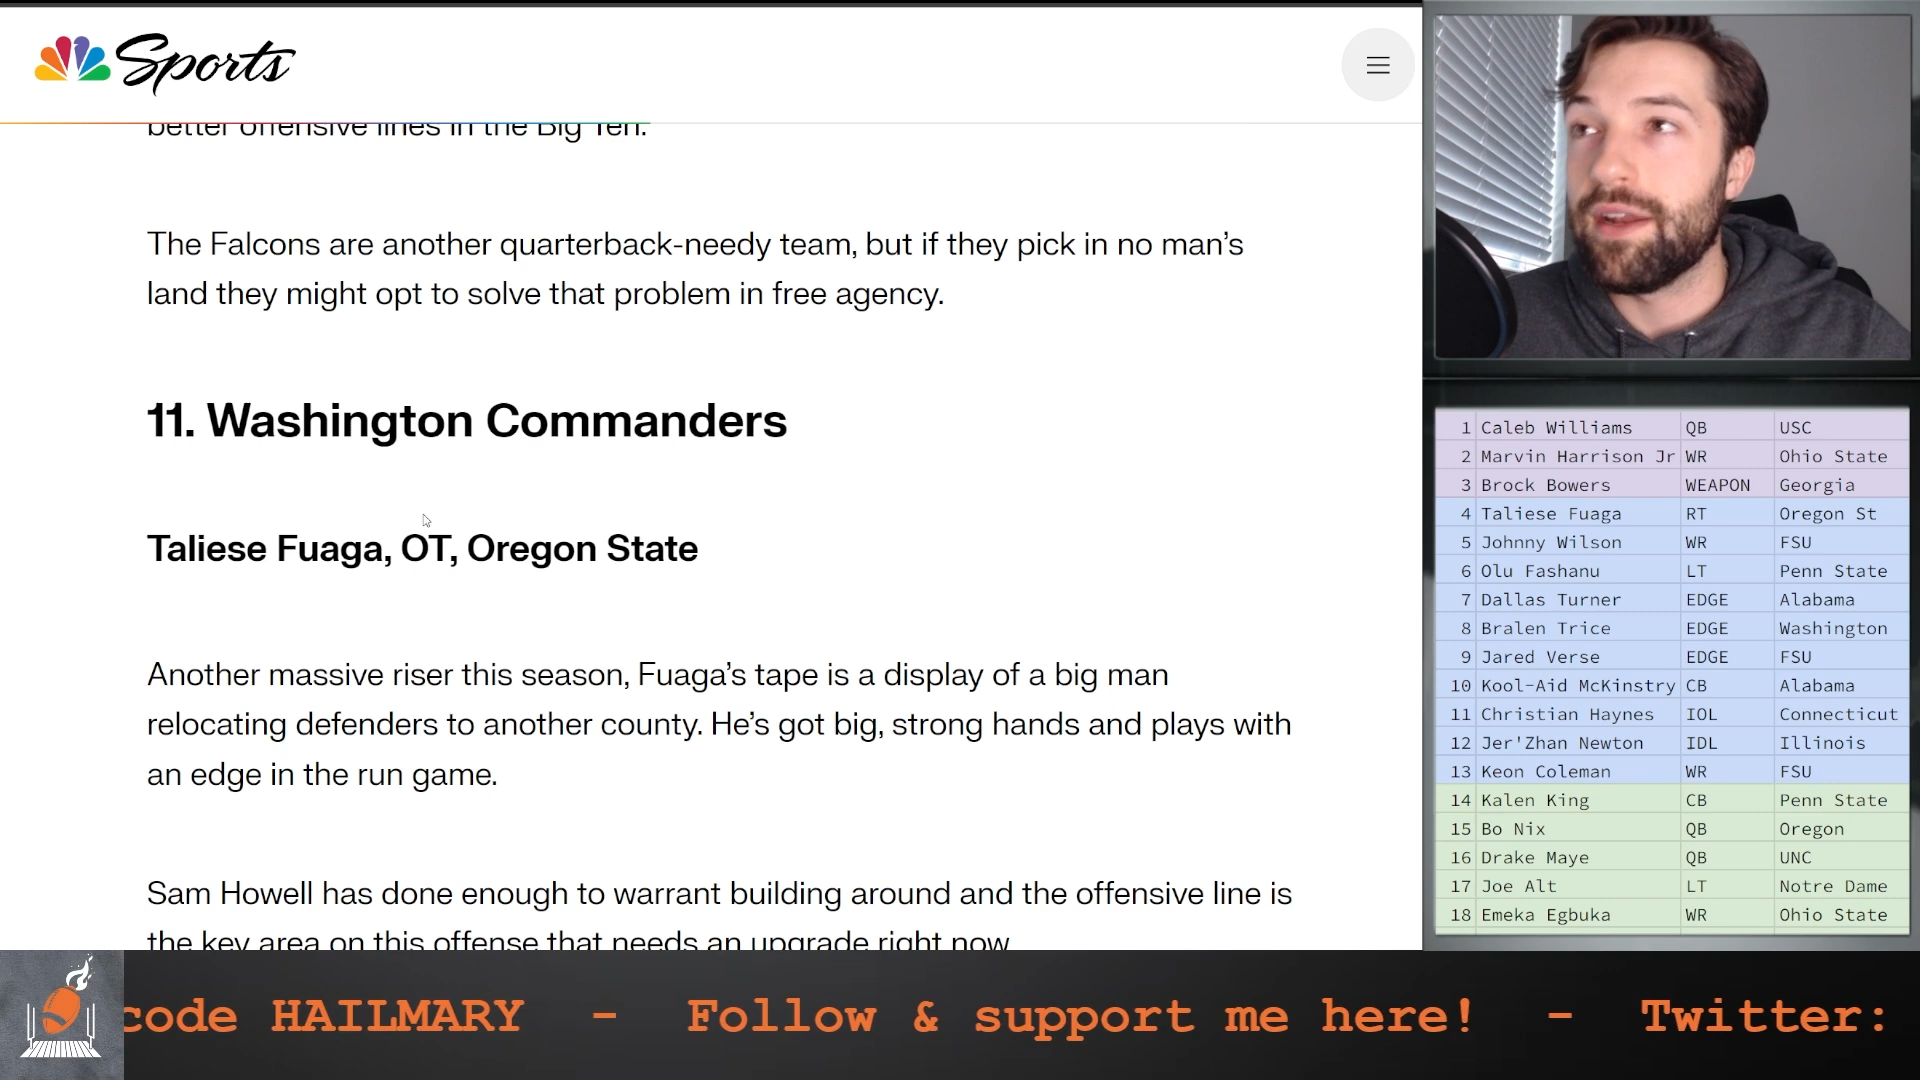 Sports
better offensive lines in the Big Ten.
The Falcons are another quarterback-needy team, but if they pick in no man’s
land they might opt to solve that problem in free agency.
11. Washington Commanders
Taliese Fuaga, OT, Oregon State
Another massive riser this season, Fuaga’s tape is a display of a big man
relocating defenders to another county. He’s got big, strong hands and plays with
an edge in the run game.
Sam Howell has done enough to warrant building around and the offensive line is
the key area on this offense that needs an upgrade right now
1 Caleb Williams QB USC
2 Marvin Harrison Jr WR Ohio State
3 Brock Bowers WEAPON Georgia
4 Taliese Fuaga RT Oregon St
5 Johnny Wilson WR FSU
6 Olu Fashanu LT Penn State
7 Dallas Turner EDGE Alabama
8 Bralen Trice EDGE Washington
9 Jared Verse EDGE FSU
10 Kool-Aid McKinstry CB Alabama
11 Christian Haynes IOL Connecticut
12 Jer'Zhan Newton IDL Illinois
13 Keon Coleman WR FSU
14 Kalen King CB Penn State
15 Bo Nix QB Oregon
16 Drake Maye QB UNC
17 Joe Alt LT Notre Dame
18 Emeka Egbuka WR Ohio State
code HAILMARY - Follow & support me here! - Twitter: